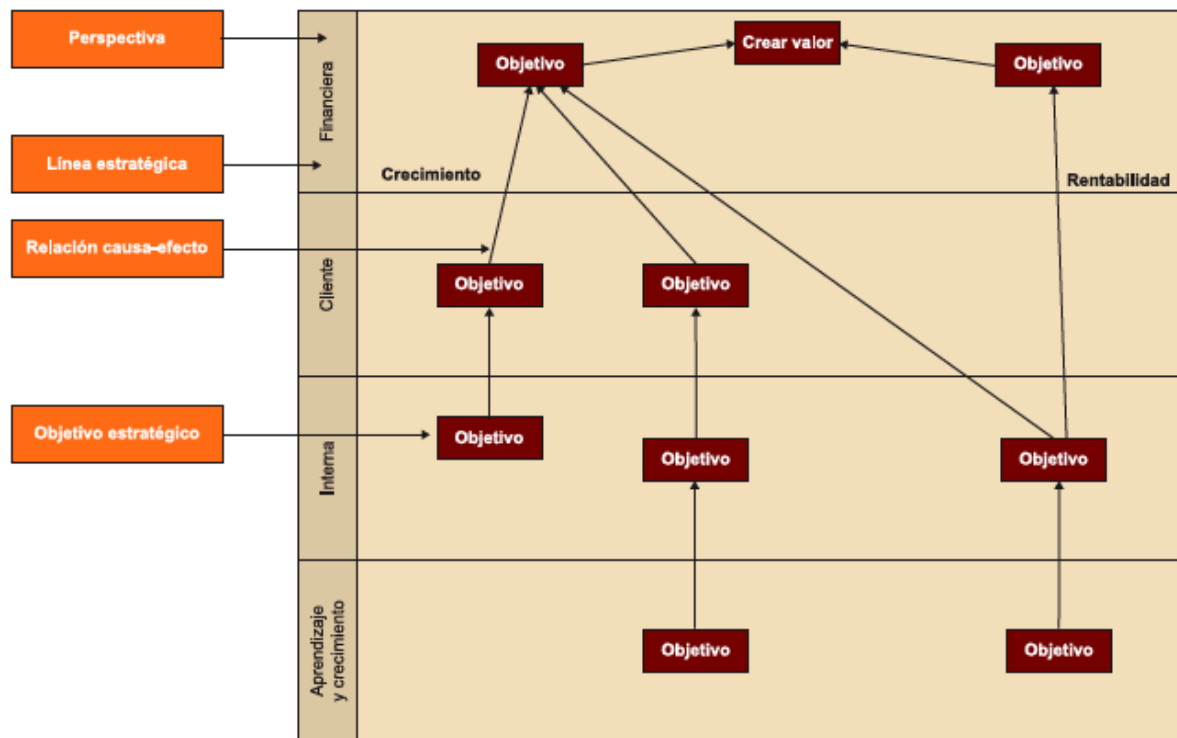 Perspectiva
Línea estratégica
Relación causa-efecto
Objetivo estratégico
Financiera
Crear valor
Objetivo
Objetivo
Crecimiento
Rentabilidad
Cliente
Objetivo
Objetivo
Interna
Objetivo
Objetivo
Objetivo
Aprendizaje
y crecimiento
Objetivo
Objetivo